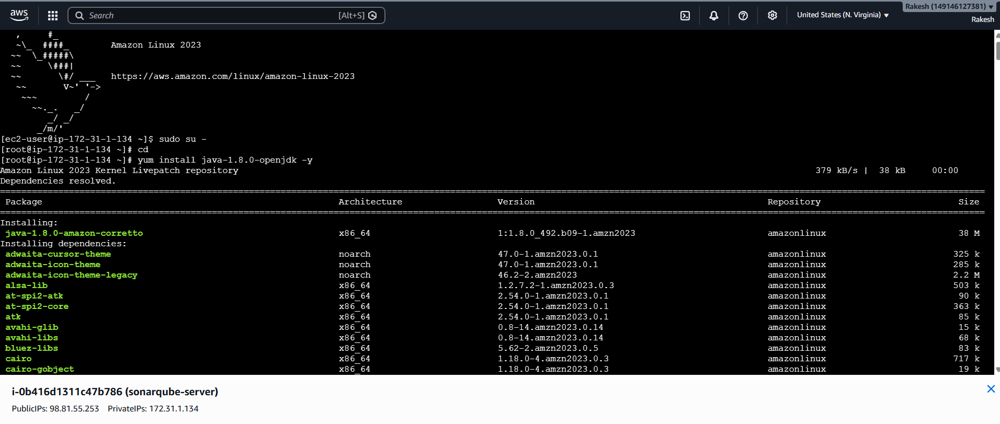 aws
Search [Alt+S]
United States (N. Virginia) ▼
Rakesh (149146127381) ▼
Rakesh
   ,     #_
   ~\_  ####_        Amazon Linux 2023
  ~~  \_#####\
  ~~     \###|
  ~~       \#/ ___   https://aws.amazon.com/linux/amazon-linux-2023
   ~~       V~' '->
    ~~~         /
      ~~._.   _/
         _/ _/
       _/m/'
[ec2-user@ip-172-31-1-134 ~]$ sudo su -
[root@ip-172-31-1-134 ~]# cd
[root@ip-172-31-1-134 ~]# yum install java-1.8.0-openjdk -y
Amazon Linux 2023 Kernel Livepatch repository 379 kB/s | 38 kB 00:00
Dependencies resolved.
Package Architecture Version Repository Size
Installing:
java-1.8.0-amazon-corretto x86_64 1:1.8.0_492.b09-1.amzn2023 amazonlinux 38 M
Installing dependencies:
adwaita-cursor-theme noarch 47.0-1.amzn2023.0.1 amazonlinux 325 k
adwaita-icon-theme noarch 47.0-1.amzn2023.0.1 amazonlinux 285 k
adwaita-icon-theme-legacy noarch 46.2-2.amzn2023 amazonlinux 2.2 M
alsa-lib x86_64 1.2.7.2-1.amzn2023.0.3 amazonlinux 503 k
at-spi2-atk x86_64 2.54.0-1.amzn2023.0.1 amazonlinux 90 k
at-spi2-core x86_64 2.54.0-1.amzn2023.0.1 amazonlinux 363 k
atk x86_64 2.54.0-1.amzn2023.0.1 amazonlinux 85 k
avahi-glib x86_64 0.8-14.amzn2023.0.14 amazonlinux 15 k
avahi-libs x86_64 0.8-14.amzn2023.0.14 amazonlinux 68 k
bluez-libs x86_64 5.62-2.amzn2023.0.5 amazonlinux 83 k
cairo x86_64 1.18.0-4.amzn2023.0.3 amazonlinux 717 k
cairo-gobject x86_64 1.18.0-4.amzn2023.0.3 amazonlinux 19 k
i-0b416d1311c47b786 (sonarqube-server)
PublicIPs: 98.81.55.253 PrivateIPs: 172.31.1.134